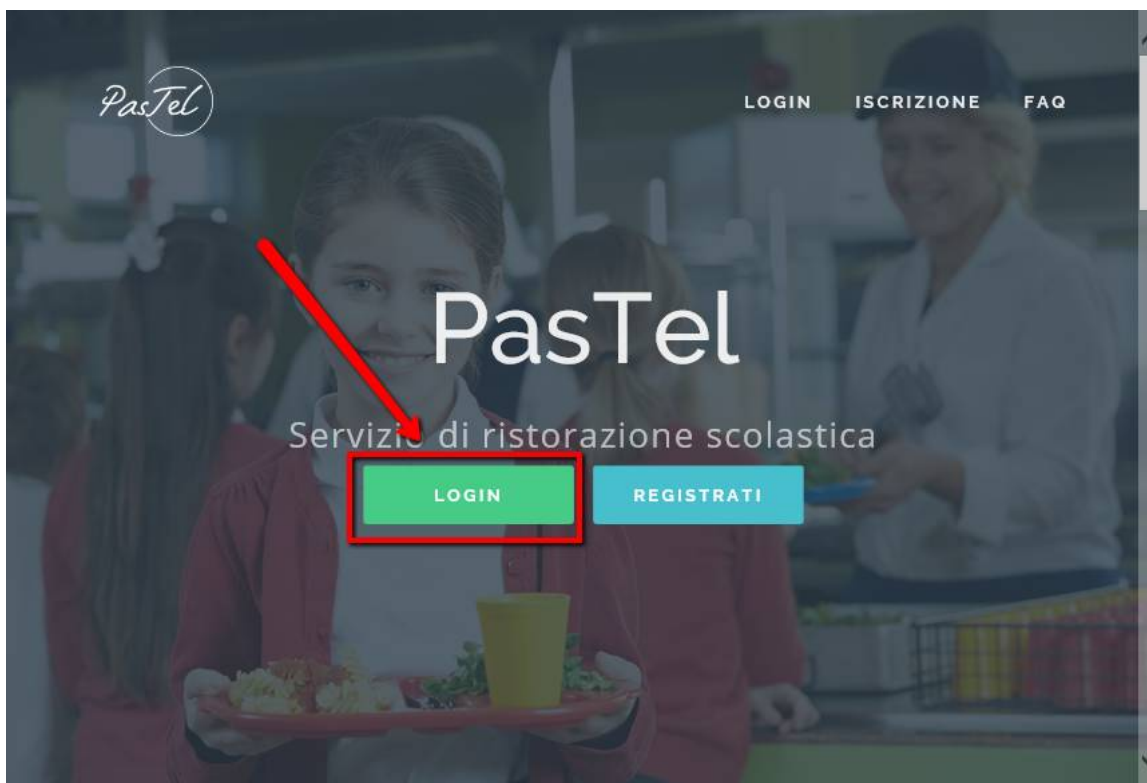 PasTel
LOGIN ISCRIZIONE FAQ
PasTel
Servizio di ristorazione scolastica
LOGIN REGISTRATI